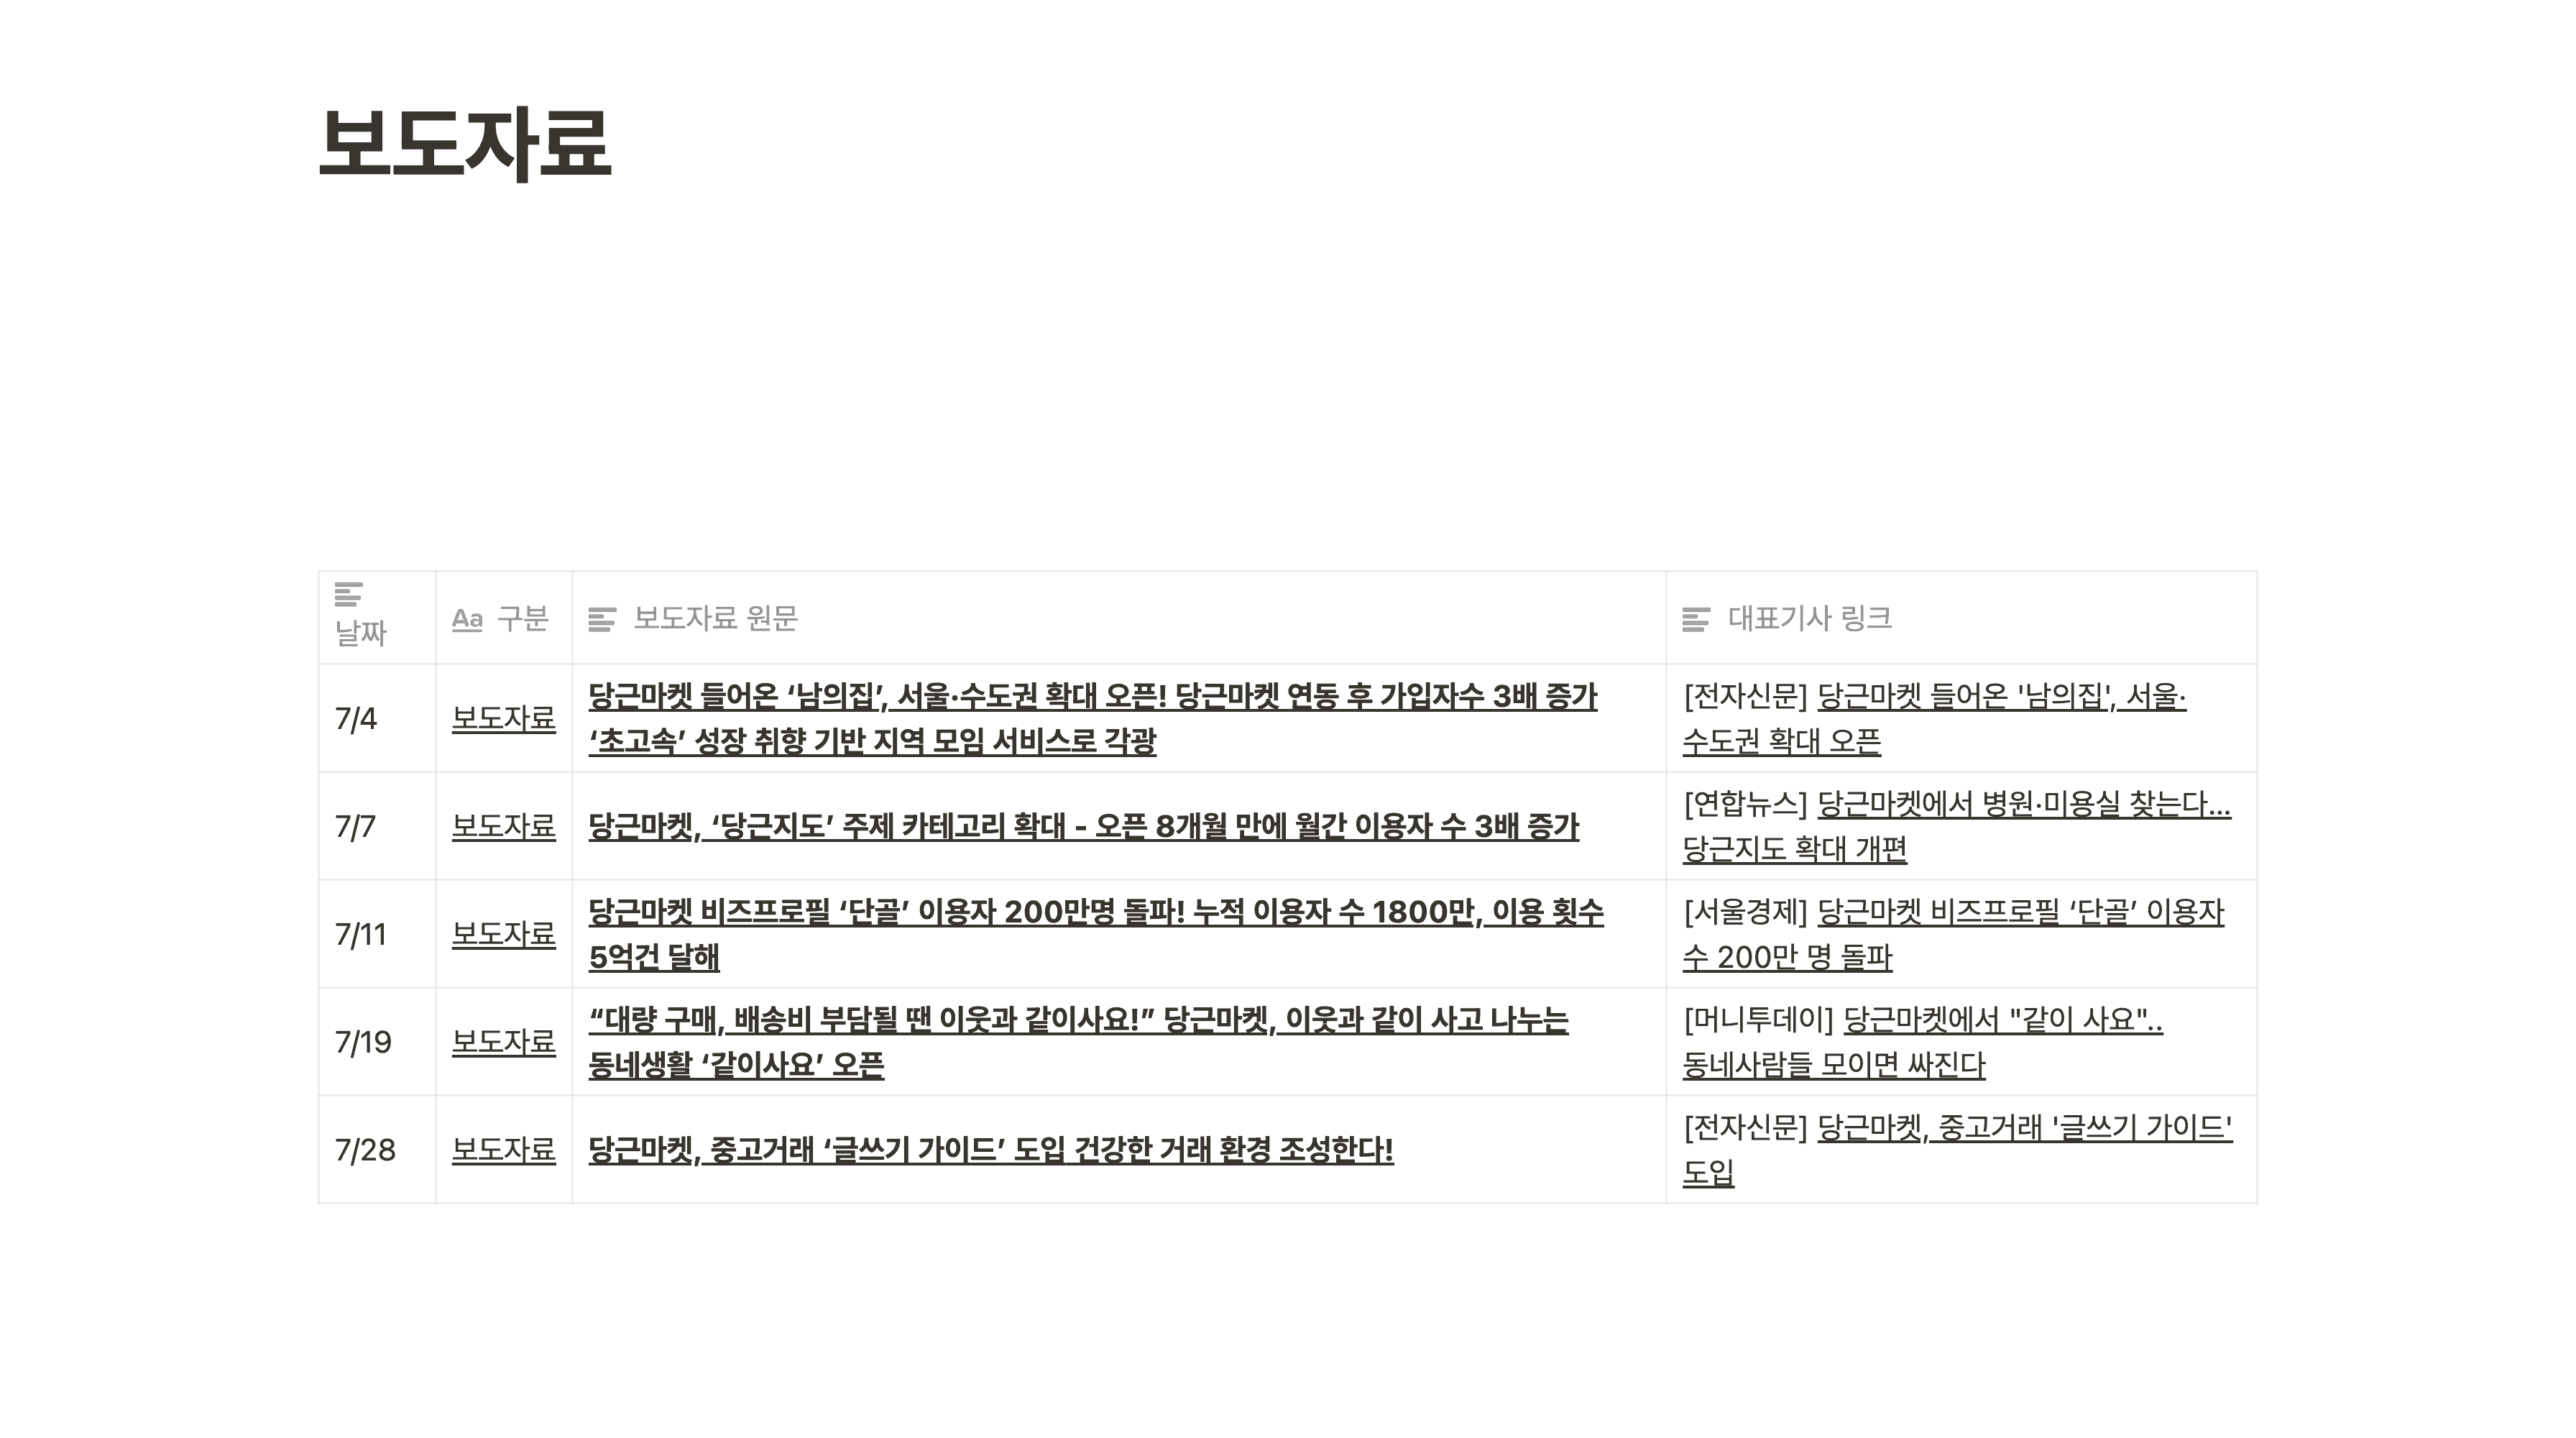 보도자료
날짜
Aa 구분
보도자료 원문
대표기사 링크
7/4
보도자료
당근마켓 들어온 ‘남의집’, 서울·수도권 확대 오픈! 당근마켓 연동 후 가입자수 3배 증가
‘초고속’ 성장 취향 기반 지역 모임 서비스로 각광
[전자신문] 당근마켓 들어온 '남의집', 서울·
수도권 확대 오픈
7/7
보도자료
당근마켓, ‘당근지도’ 주제 카테고리 확대 - 오픈 8개월 만에 월간 이용자 수 3배 증가
[연합뉴스] 당근마켓에서 병원·미용실 찾는다…
당근지도 확대 개편
7/11
보도자료
당근마켓 비즈프로필 ‘단골’ 이용자 200만명 돌파! 누적 이용자 수 1800만, 이용 횟수
5억건 달해
[서울경제] 당근마켓 비즈프로필 ‘단골’ 이용자
수 200만 명 돌파
7/19
보도자료
“대량 구매, 배송비 부담될 땐 이웃과 같이사요!” 당근마켓, 이웃과 같이 사고 나누는
동네생활 ‘같이사요’ 오픈
[머니투데이] 당근마켓에서 "같이 사요"..
동네사람들 모이면 싸진다
7/28
보도자료
당근마켓, 중고거래 ‘글쓰기 가이드’ 도입 건강한 거래 환경 조성한다!
[전자신문] 당근마켓, 중고거래 '글쓰기 가이드'
도입